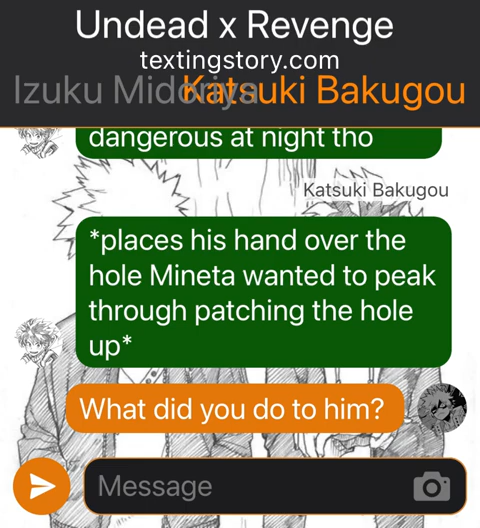 Undead x Revenge
textingstory.com
Izuku Midoriya Katsuki Bakugou
dangerous at night tho
Katsuki Bakugou
*places his hand over the
hole Mineta wanted to peak
through patching the hole
up*
What did you do to him?
Message